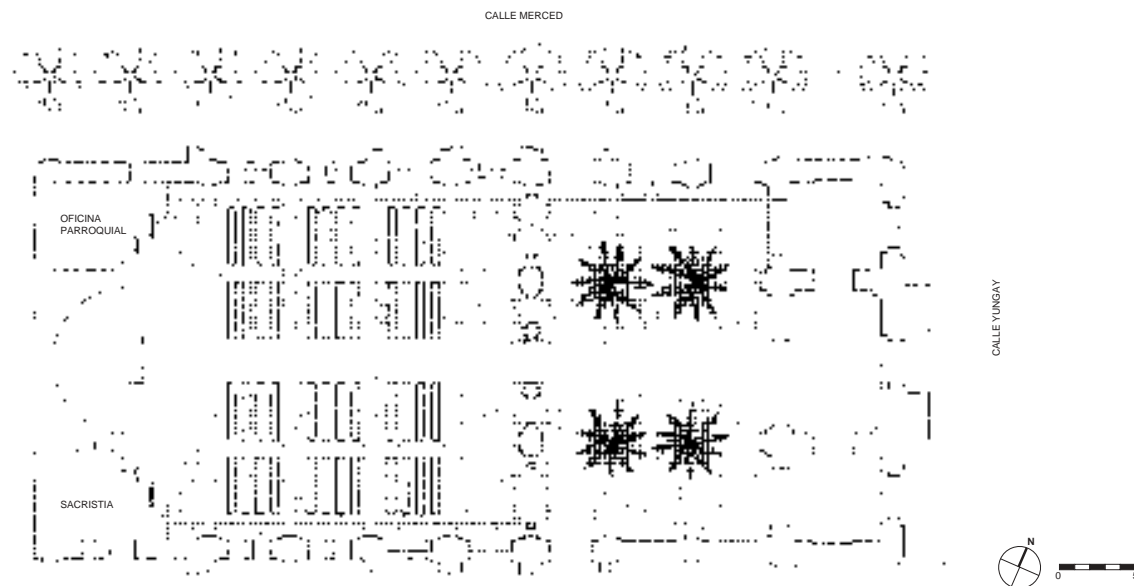 CALLE MERCED
OFICINA
PARROQUIAL
CALLE YUNGAY
SACRISTIA
N
0